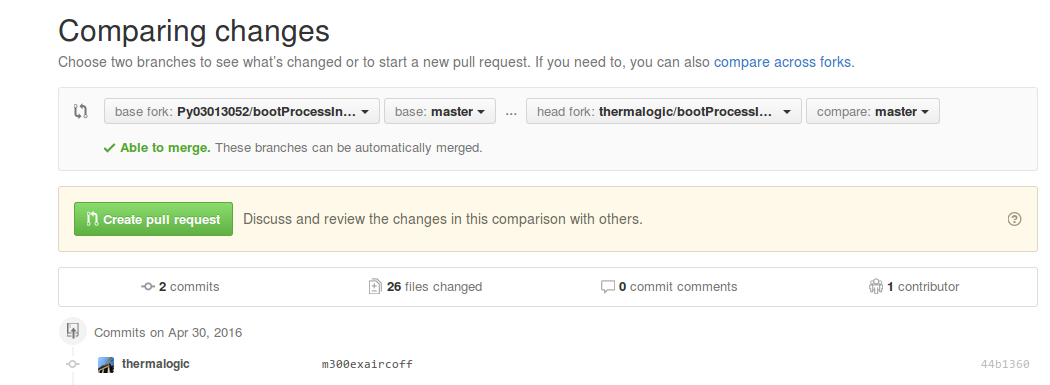 Comparing changes
Choose two branches to see what's changed or to start a new pull request. If you need to, you can also compare across forks.
base fork: Py03013052/bootProcessIn... base: master ... head fork: thermalogic/bootProcessI... compare: master
Able to merge. These branches can be automatically merged.
Create pull request Discuss and review the changes in this comparison with others.
2 commits 26 files changed 0 commit comments 1 contributor
Commits on Apr 30, 2016
thermalogic m300exaircoff 44b1360